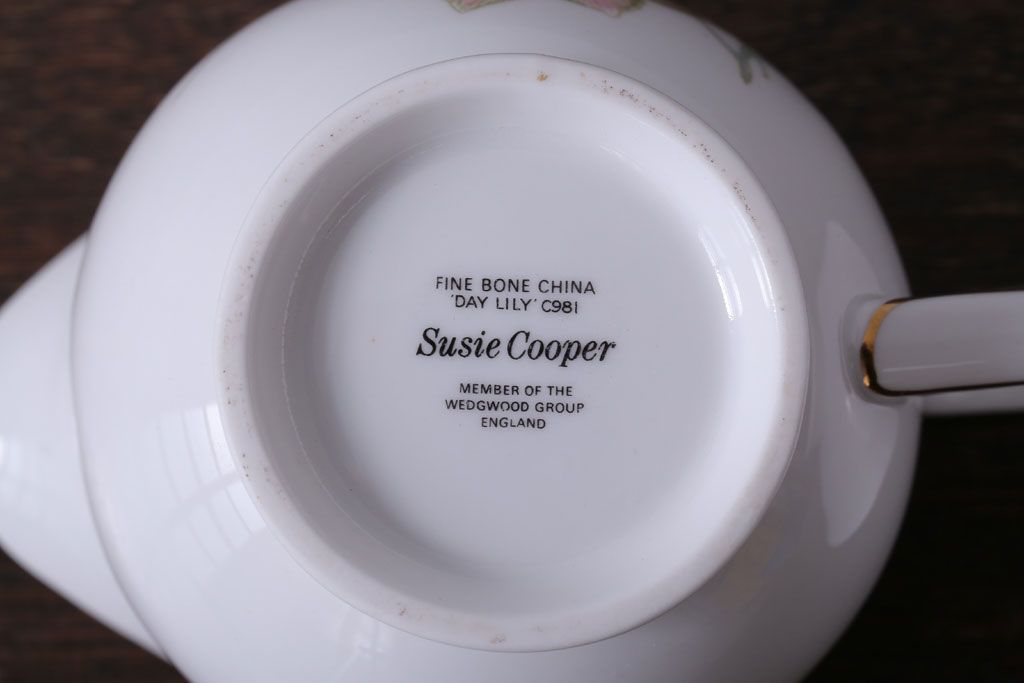 FINE BONE CHINA
'DAY LILY' C981
Susie Cooper
MEMBER OF THE
WEDGWOOD GROUP
ENGLAND